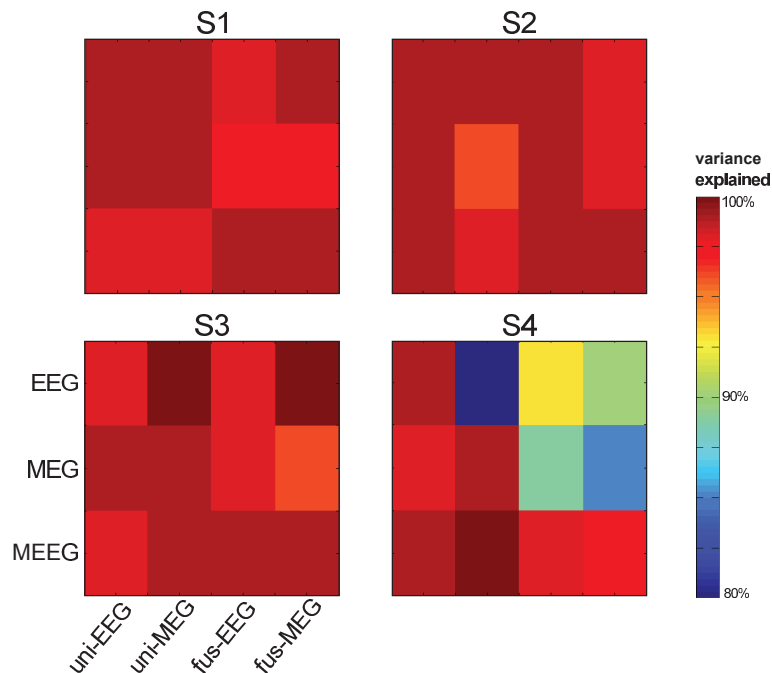 S1
S2
variance
explained
100%
90%
80%
S3
S4
EEG
MEG
MEEG
uni-EEG
uni-MEG
fus-EEG
fus-MEG